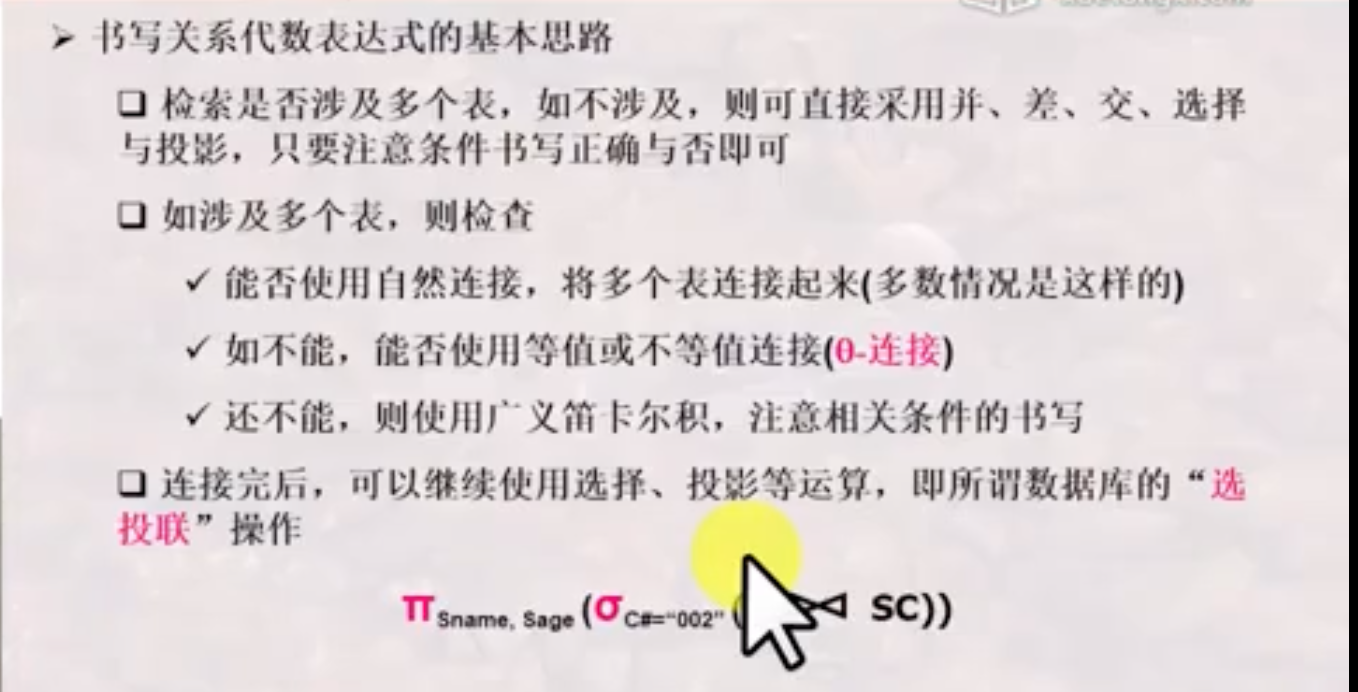 ➢ 书写关系代数表达式的基本思路
❑ 检索是否涉及多个表，如不涉及，则可直接采用并、差、交、选择
与投影，只要注意条件书写正确与否即可
❑ 如涉及多个表，则检查
✓ 能否使用自然连接，将多个表连接起来(多数情况是这样的)
✓ 如不能，能否使用等值或不等值连接(θ-连接)
✓ 还不能，则使用广义笛卡尔积，注意相关条件的书写
❑ 连接完后，可以继续使用选择、投影等运算，即所谓数据库的“选
投联”操作
π Sname, Sage (σ C#=“002” ( ⋈ SC))